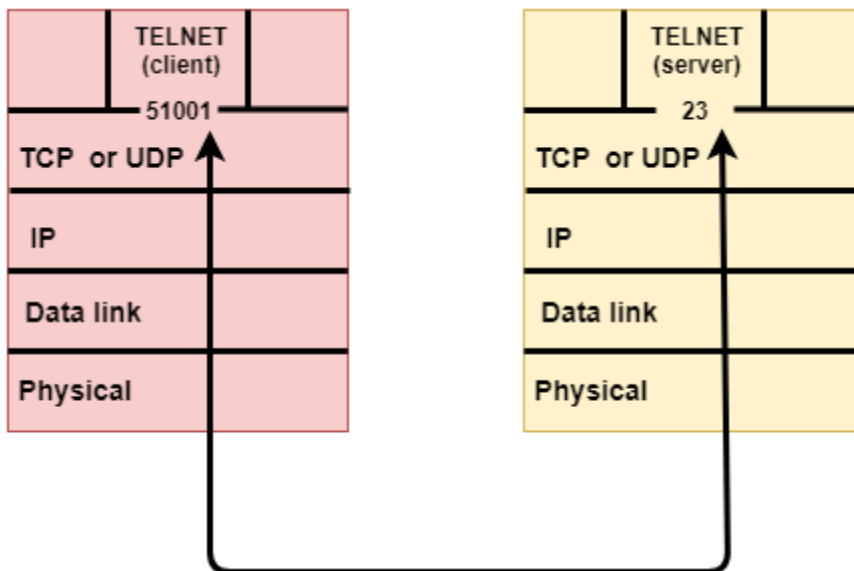 TELNET
(client)
51001
TCP or UDP
IP
Data link
Physical
TELNET
(server)
23
TCP or UDP
IP
Data link
Physical